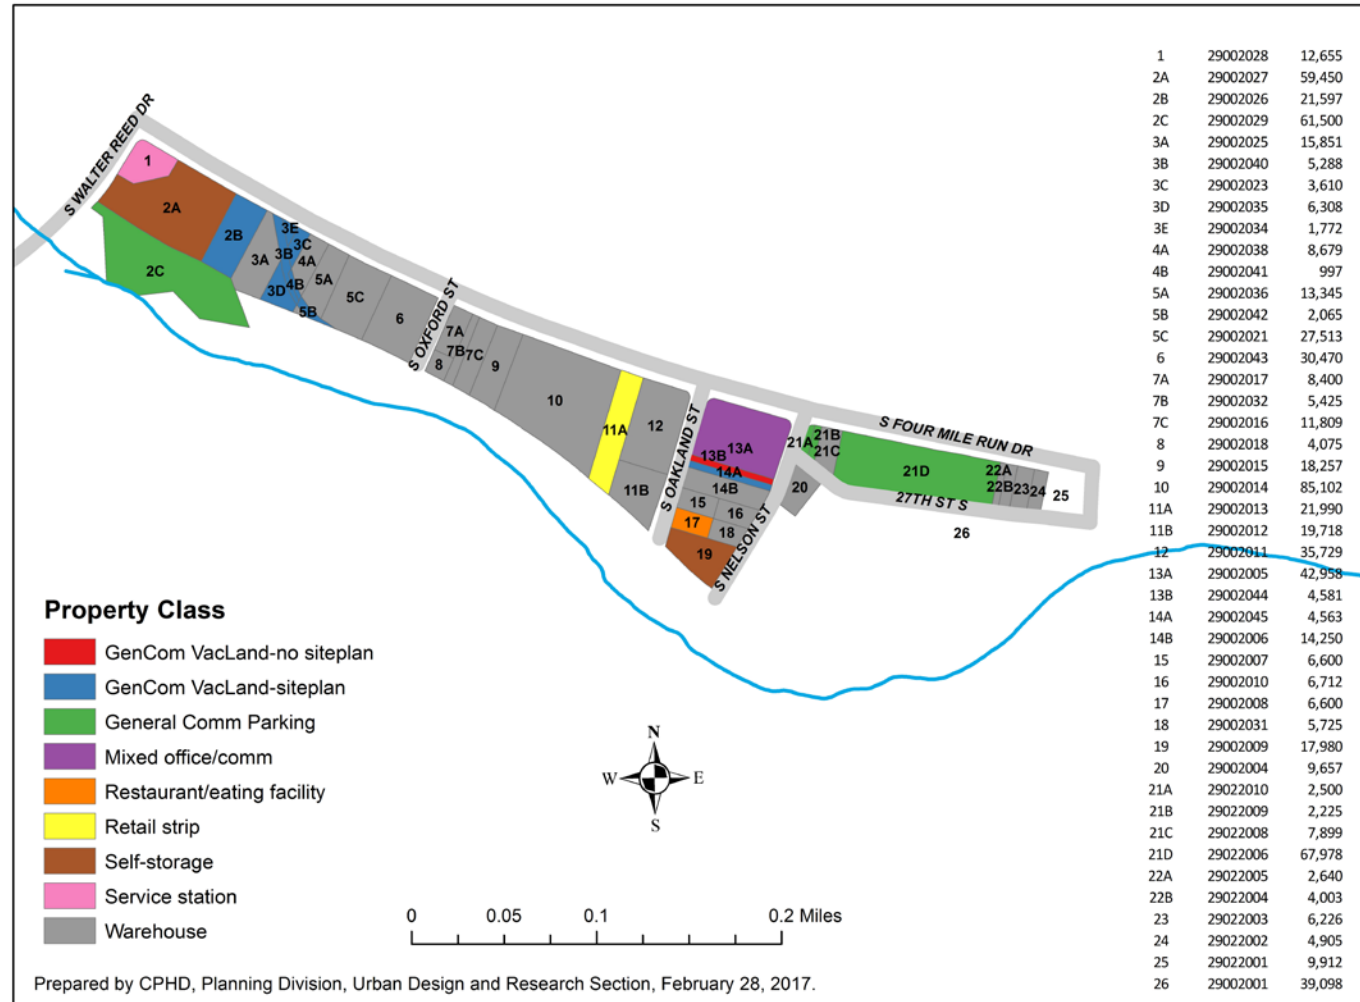 1 29002028 12,655
2A 29002027 59,450
2B 29002026 21,597
2C 29002029 61,500
3A 29002025 15,851
3B 29002040 5,288
3C 29002023 3,610
3D 29002035 6,308
3E 29002034 1,772
4A 29002038 8,679
4B 29002041 997
5A 29002036 13,345
5B 29002042 2,065
5C 29002021 27,513
6 29002043 30,470
7A 29002017 8,400
7B 29002032 5,425
7C 29002016 11,809
8 29002018 4,075
9 29002015 18,257
10 29002014 85,102
11A 29002013 21,990
11B 29002012 19,718
12 29002011 35,729
13A 29002005 42,958
13B 29002044 4,581
14A 29002045 4,563
14B 29002006 14,250
15 29002007 6,600
16 29002010 6,712
17 29002008 6,600
18 29002031 5,725
19 29002009 17,980
20 29002004 9,657
21A 29022010 2,500
21B 29022009 2,225
21C 29022008 7,899
21D 29022006 67,978
22A 29022005 2,640
22B 29022004 4,003
23 29022003 6,226
24 29022002 4,905
25 29022001 9,912
26 29002001 39,098
S WALTER REED DR
1
2A
2B
2C
3A
3E
3C
3B
3D
4A
4B
5A
5B
5C
6
S OXFORD ST
7A
7B
7C
8
9
10
11A
11B
12
S OAKLAND ST
13A
13B
14A
14B
15
16
17
18
19
S NELSON ST
20
S FOUR MILE RUN DR
21A
21B
21C
21D
22A
22B
23
24
25
27TH ST S
26
Property Class
GenCom VacLand-no siteplan
GenCom VacLand-siteplan
General Comm Parking
Mixed office/comm
Restaurant/eating facility
Retail strip
Self-storage
Service station
Warehouse
N
W E
S
0 0.05 0.1 0.2 Miles
Prepared by CPHD, Planning Division, Urban Design and Research Section, February 28, 2017.